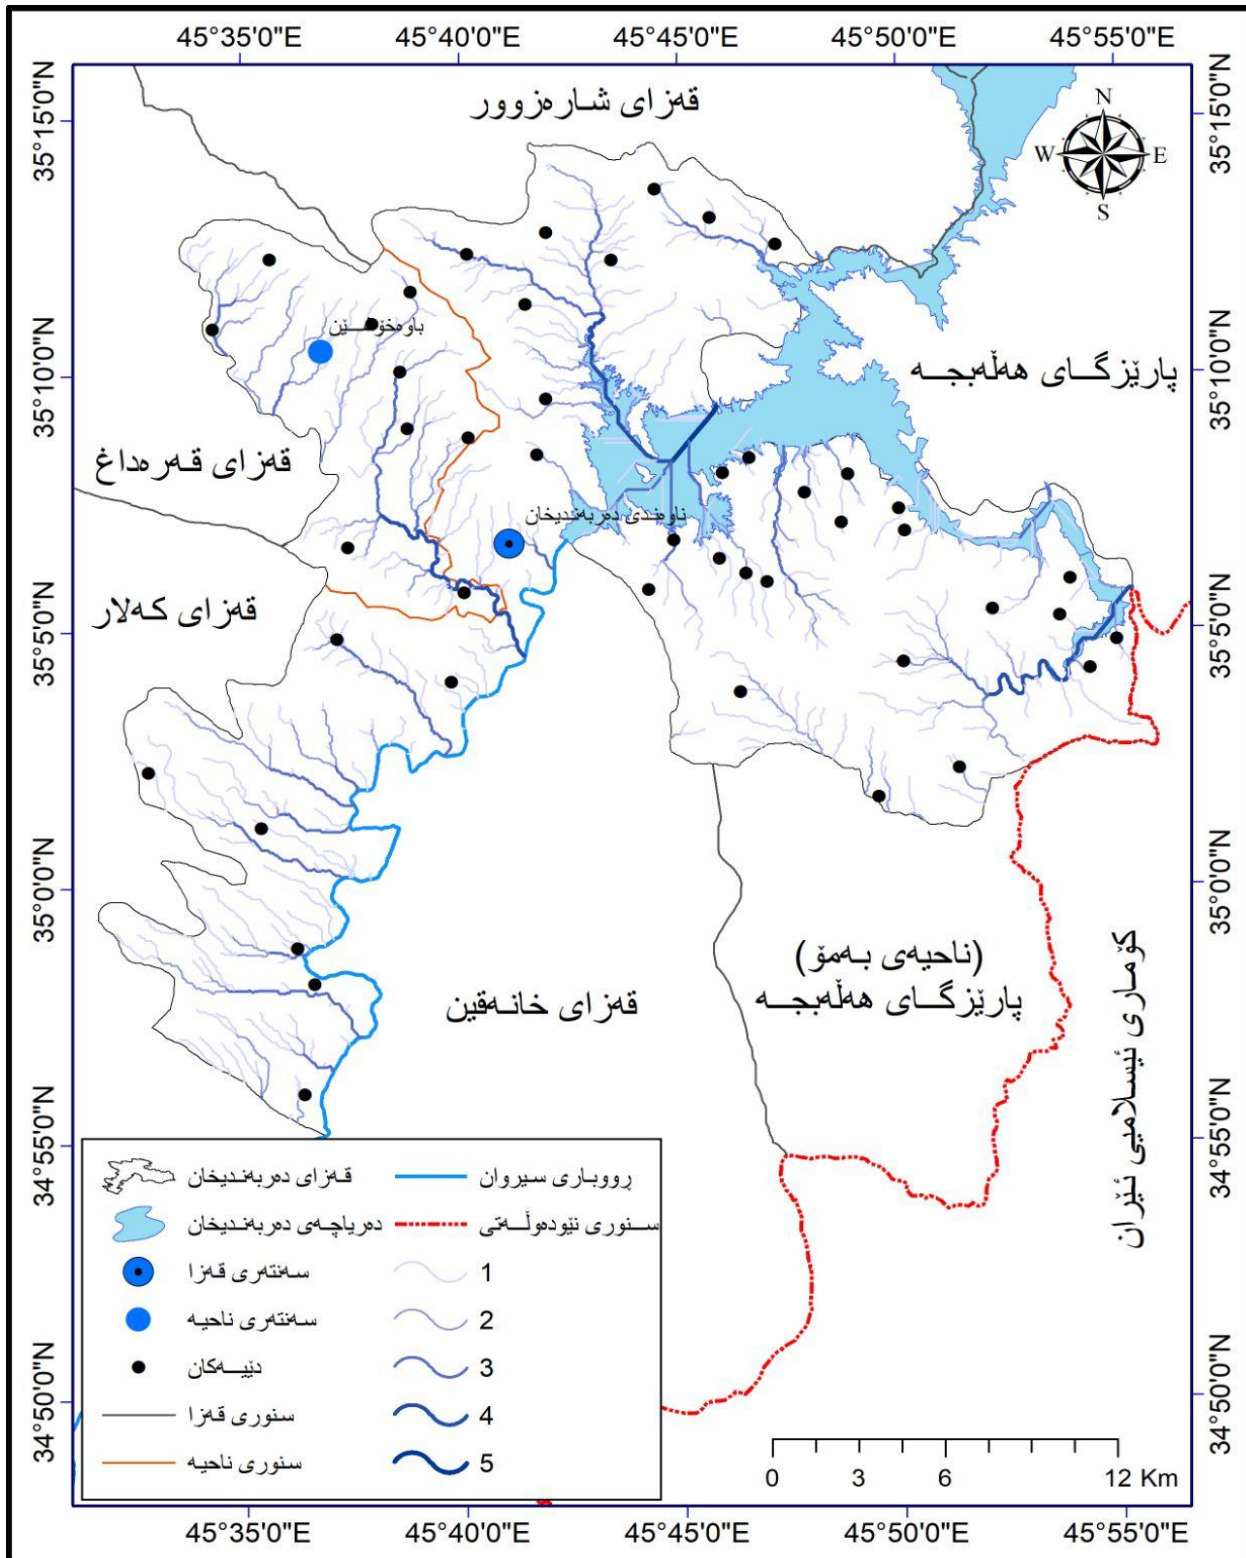 45°35'0"E 45°40'0"E 45°45'0"E 45°50'0"E 45°55'0"E
35°15'0"N
35°10'0"N
35°5'0"N
35°0'0"N
34°55'0"N
34°50'0"N
قەزای شارەزوور
N
W E
S
باوەخۆشێن
پارێزگای هەڵەبجە
قەزای قەرەداغ
ناوەندی دەربەندیخان
قەزای کەلار
قەزای خانەقین
(ناحیەی بەمۆ)
پارێزگای هەڵەبجە
کۆماری ئیسلامیی ئێران
35°15'0"N
35°10'0"N
35°5'0"N
35°0'0"N
34°55'0"N
34°50'0"N
قەزای دەربەندیخان
دەریاچەی دەربەندیخان
سەنتەری قەزا
سەنتەری ناحیە
دێیەکان
سنوری قەزا
سنوری ناحیە
ڕووباری سیروان
سنوری نێودەوڵەتی
1
2
3
4
5
0 3 6 12 Km
45°35'0"E 45°40'0"E 45°45'0"E 45°50'0"E 45°55'0"E